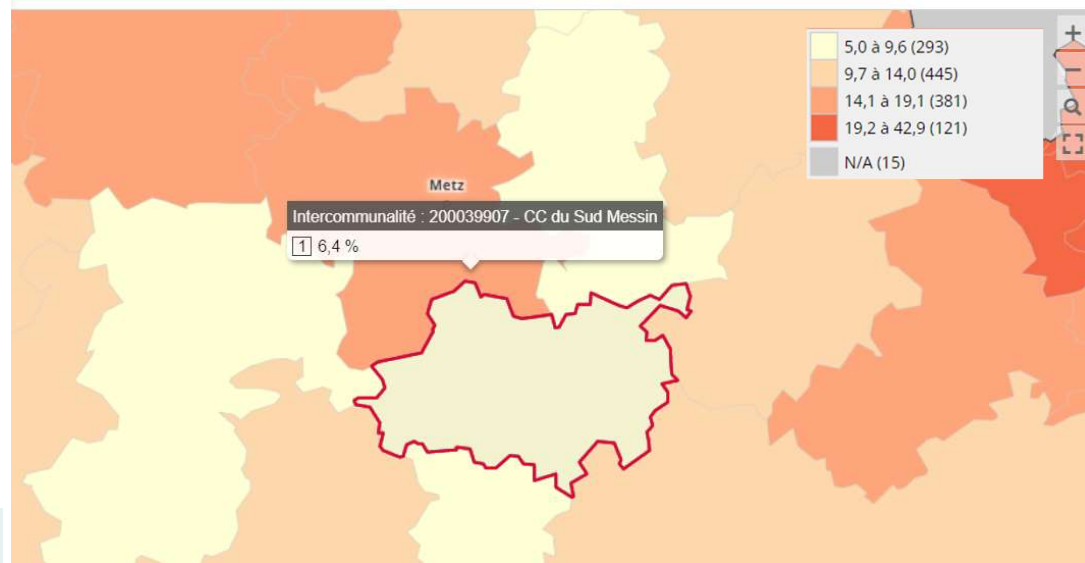 5,0 à 9,6 (293)
9,7 à 14,0 (445)
14,1 à 19,1 (381)
19,2 à 42,9 (121)
N/A (15)
+
−
Metz
Intercommunalité : 200039907 - CC du Sud Messin
1 6,4 %